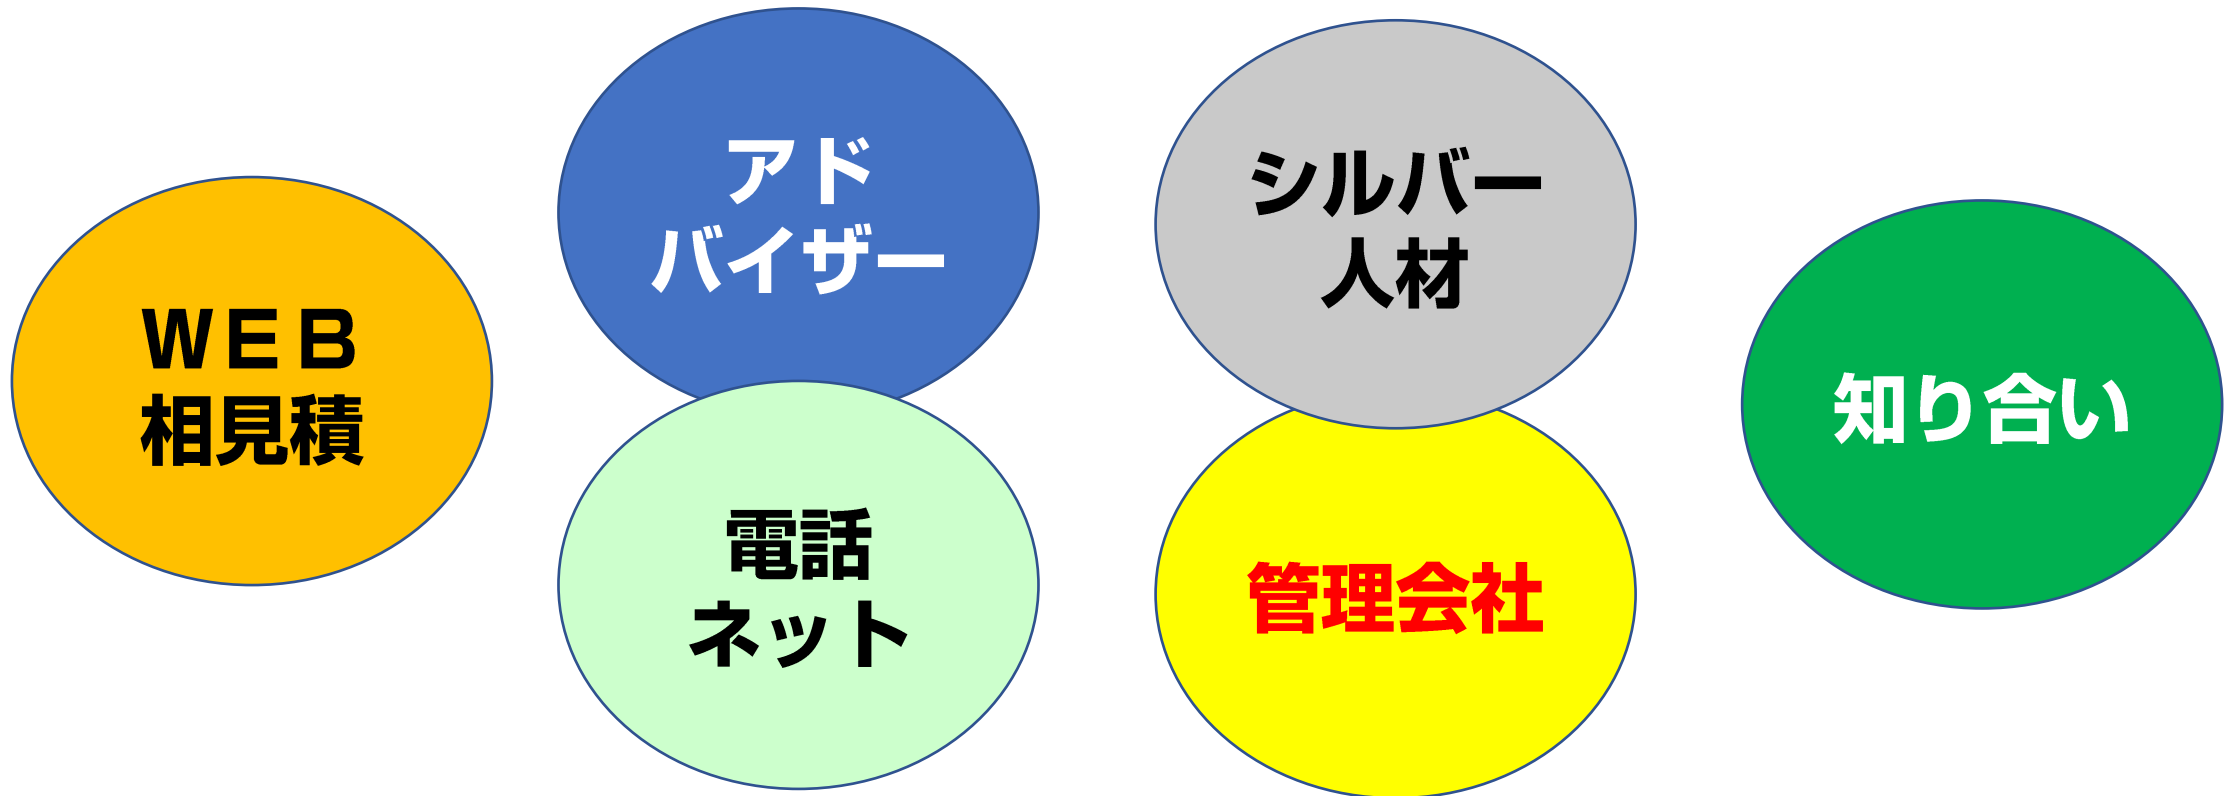 ＷＥＢ
相見積
アド
バイザー
電話
ネット
シルバー
人材
管理会社
知り合い